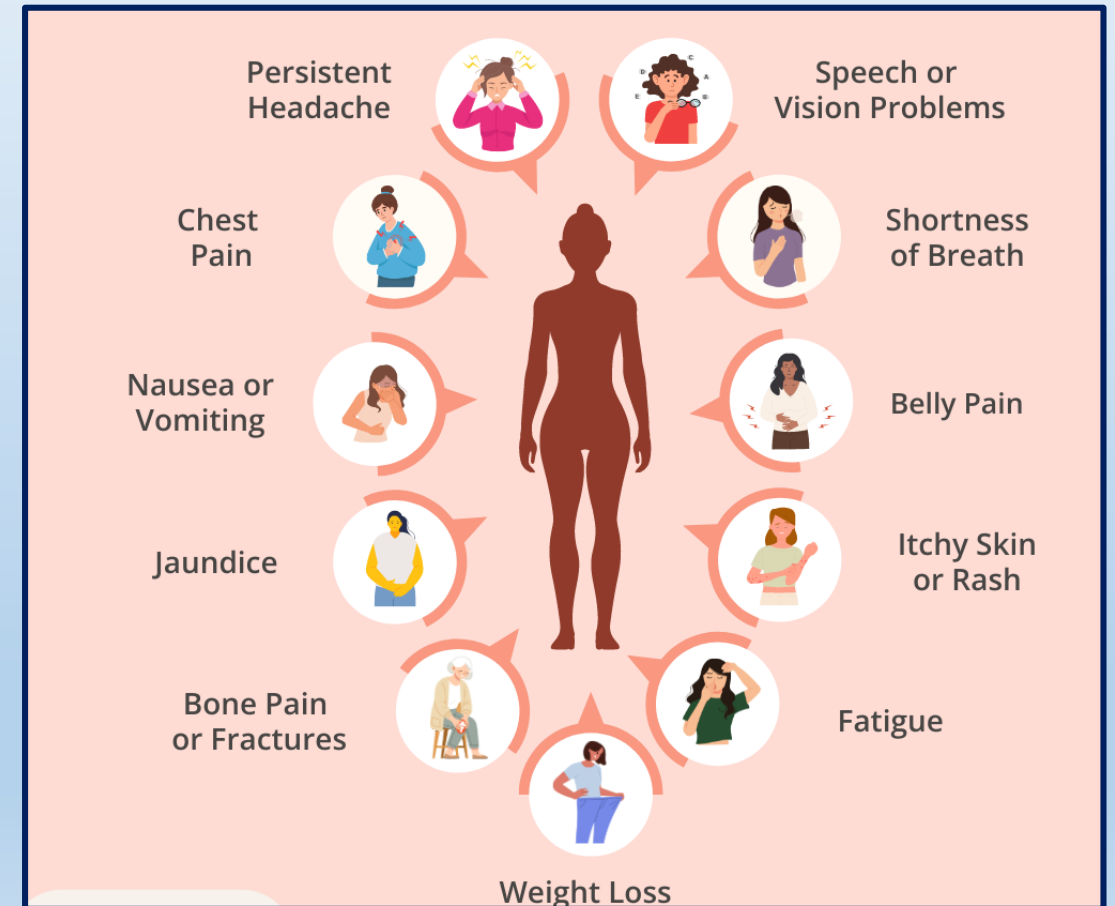 Persistent
Headache
Speech or
Vision Problems
Chest
Pain
Shortness
of Breath
Nausea or
Vomiting
Belly Pain
Jaundice
Itchy Skin
or Rash
Bone Pain
or Fractures
Fatigue
Weight Loss